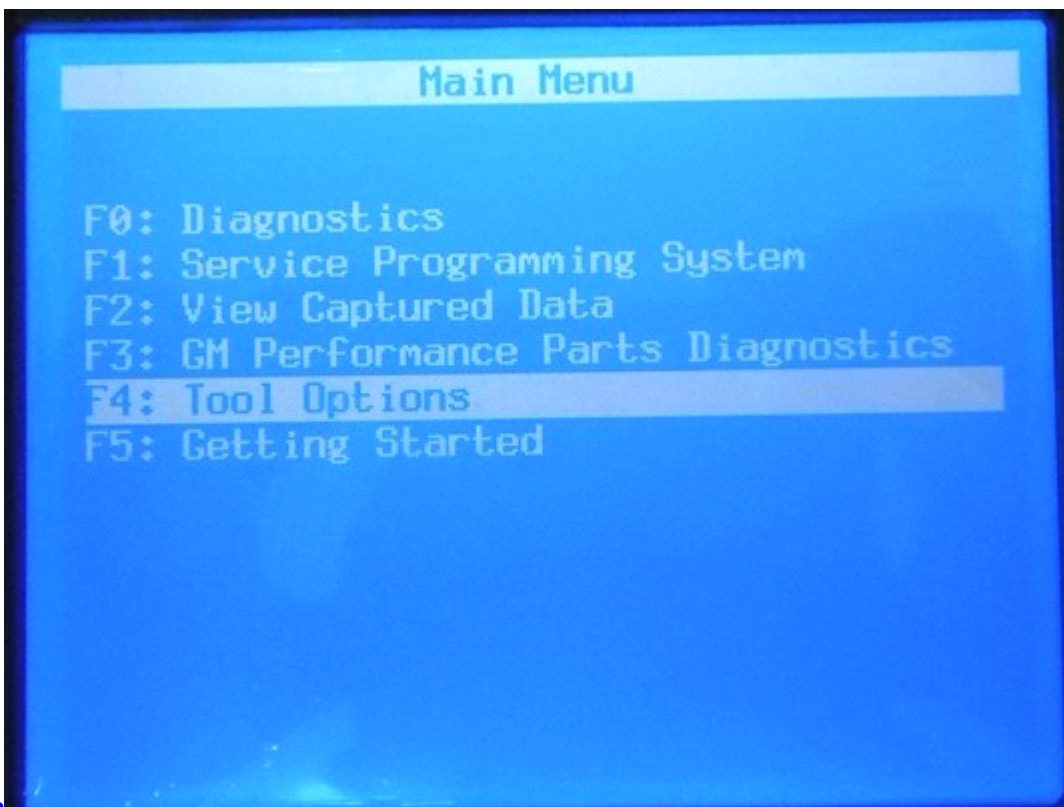 Main Menu
F0: Diagnostics
F1: Service Programming System
F2: View Captured Data
F3: GM Performance Parts Diagnostics
F4: Tool Options
F5: Getting Started